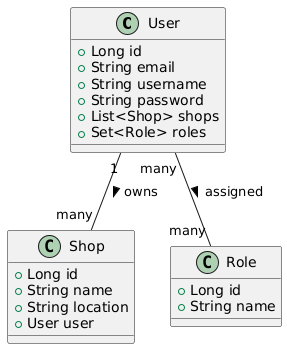 C User
Long id
String email
String username
String password
List<Shop> shops
Set<Role> roles
1 many
owns assigned
many many
C Shop
Long id
String name
String location
User user
C Role
Long id
String name